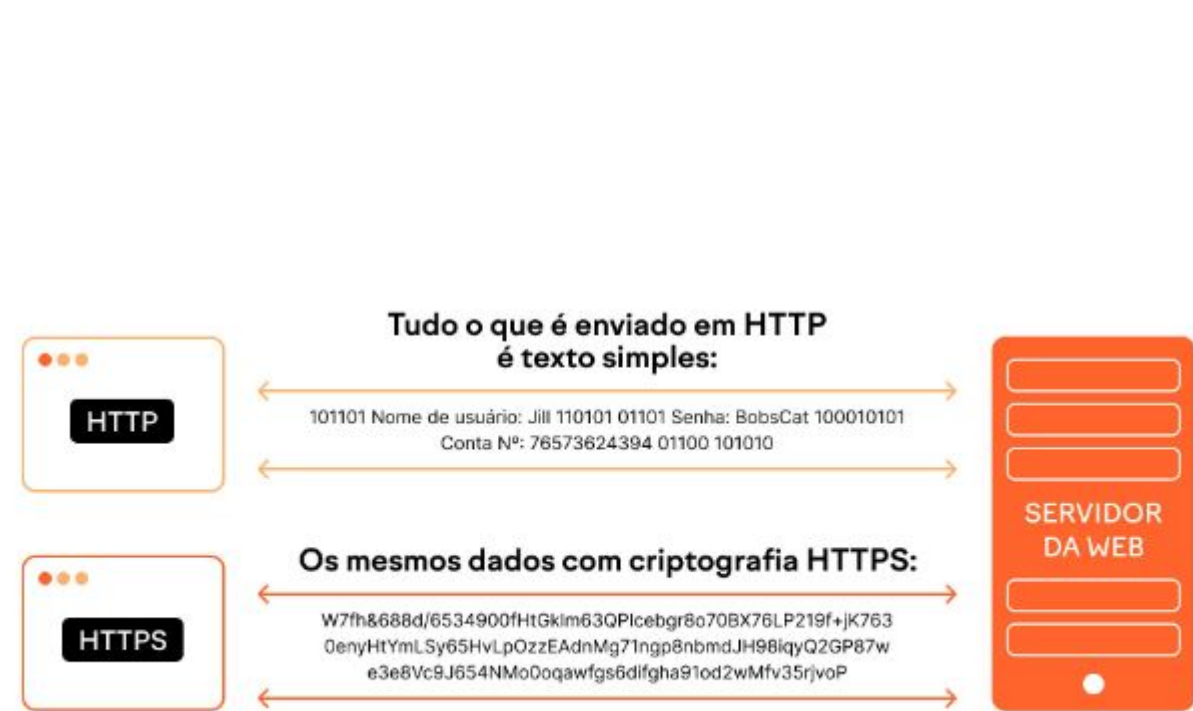 Tudo o que é enviado em HTTP
é texto simples:
HTTP
101101 Nome de usuário: Jill 110101 01101 Senha: BobsCat 100010101
Conta Nº: 76573624394 01100 101010
SERVIDOR
DA WEB
Os mesmos dados com criptografia HTTPS:
HTTPS
W7fh&688d/6534900fHtGklm63QPlcebgr8o70BX76LP219f+jK763
0enyHtYmLSy65HvLpOzzEAdnMg71ngp8nbmdJH98iqyQ2GP87w
e3e8Vc9J654NMo0oqawfgs6difgha91od2wMfv35rjvoP